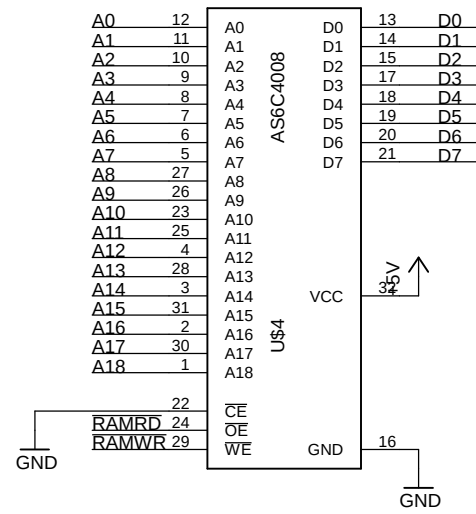 A0 12 A0 D0 13 D0
A1 11 A1 D1 14 D1
A2 10 A2 D2 15 D2
A3 9 A3 D3 17 D3
A4 8 A4 D4 18 D4
A5 7 A5 D5 19 D5
A6 6 A6 D6 20 D6
A7 5 A7 D7 21 D7
A8 27 A8
A9 26 A9
A10 23 A10
A11 25 A11
A12 4 A12
A13 28 A13
A14 3 A14 VCC 32 +5V
A15 31 A15
A16 2 A16
A17 30 A17
A18 1 A18
AS6C4008
U$4
22 CE
RAMRD 24 OE
RAMWR 29 WE GND 16
GND
GND